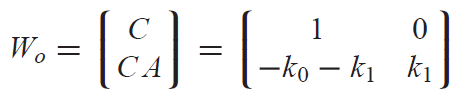 W_o = [ C ; CA ] = [ 1 0 ; −k_0 − k_1 k_1 ]